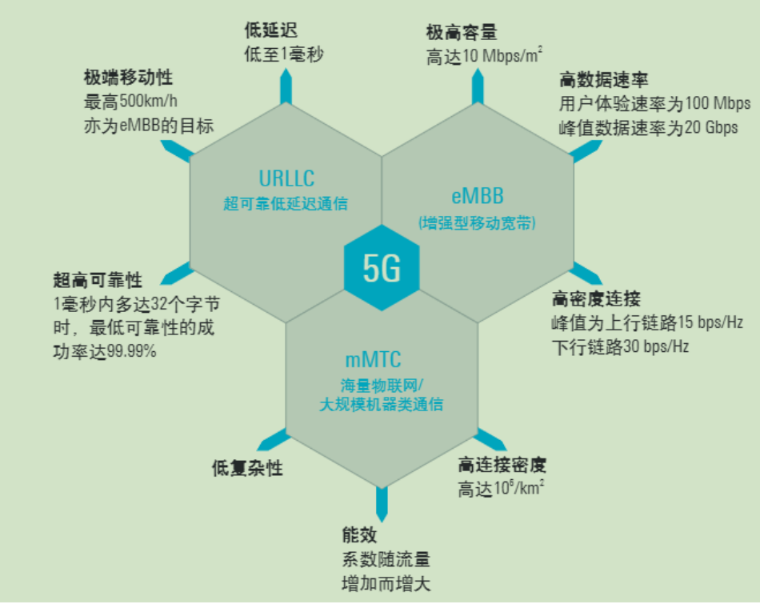 低延迟
低至1毫秒
极高容量
高达10 Mbps/m²
极端移动性
最高500km/h
亦为eMBB的目标
高数据速率
用户体验速率为100 Mbps
峰值数据速率为20 Gbps
URLLC
超可靠低延迟通信
eMBB
(增强型移动宽带)
5G
超高可靠性
1毫秒内多达32个字节
时，最低可靠性的成
功率达99.99%
高密度连接
峰值为上行链路15 bps/Hz
下行链路30 bps/Hz
mMTC
海量物联网/
大规模机器类通信
低复杂性
高连接密度
高达10⁶/km²
能效
系数随流量
增加而增大